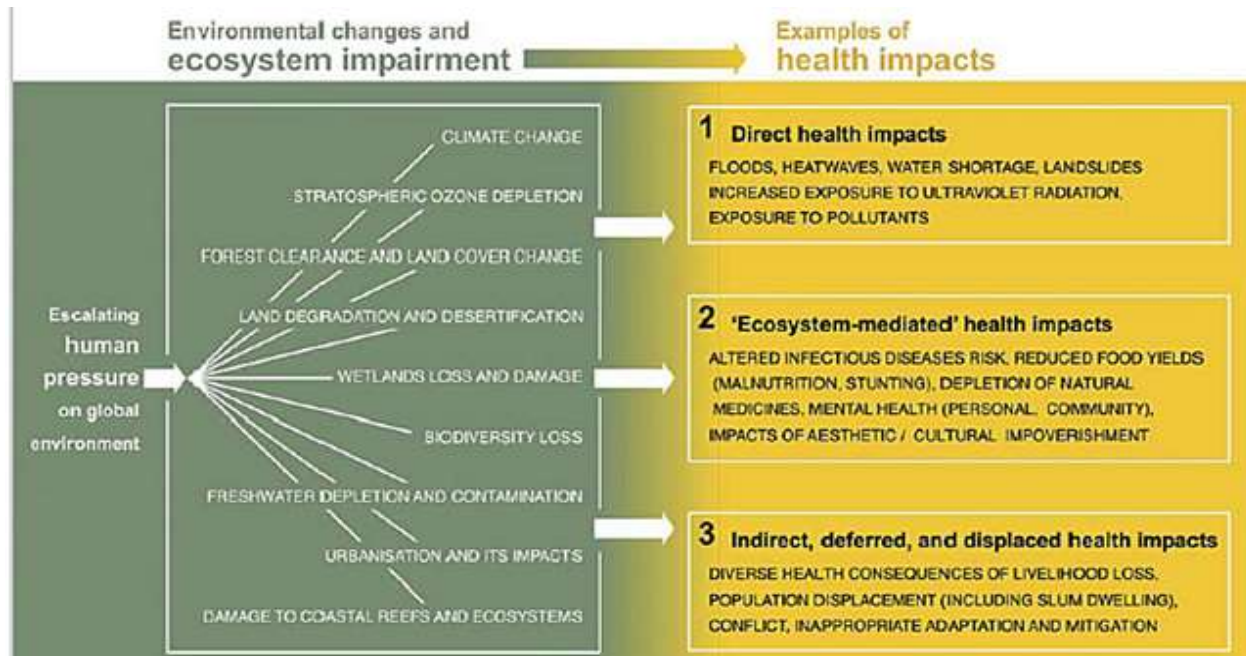 Environmental changes and
ecosystem impairment
Examples of
health impacts
Escalating
human
pressure
on global
environment
CLIMATE CHANGE
STRATOSPHERIC OZONE DEPLETION
FOREST CLEARANCE AND LAND COVER CHANGE
LAND DEGRADATION AND DESERTIFICATION
WETLANDS LOSS AND DAMAGE
BIODIVERSITY LOSS
FRESHWATER DEPLETION AND CONTAMINATION
URBANISATION AND ITS IMPACTS
DAMAGE TO COASTAL REEFS AND ECOSYSTEMS
1 Direct health impacts
FLOODS, HEATWAVES, WATER SHORTAGE, LANDSLIDES
INCREASED EXPOSURE TO ULTRAVIOLET RADIATION,
EXPOSURE TO POLLUTANTS
2 'Ecosystem-mediated' health impacts
ALTERED INFECTIOUS DISEASES RISK, REDUCED FOOD YIELDS
(MALNUTRITION, STUNTING), DEPLETION OF NATURAL
MEDICINES, MENTAL HEALTH (PERSONAL, COMMUNITY),
IMPACTS OF AESTHETIC / CULTURAL IMPOVERISHMENT
3 Indirect, deferred, and displaced health impacts
DIVERSE HEALTH CONSEQUENCES OF LIVELIHOOD LOSS,
POPULATION DISPLACEMENT (INCLUDING SLUM DWELLING),
CONFLICT, INAPPROPRIATE ADAPTATION AND MITIGATION